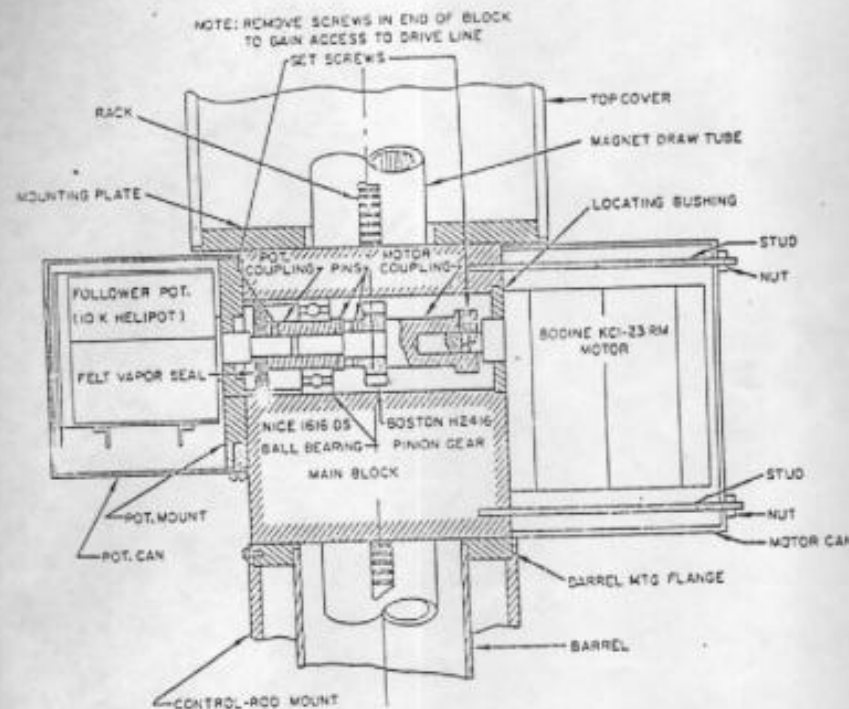 NOTE: REMOVE SCREWS IN END OF BLOCK
TO GAIN ACCESS TO DRIVE LINE
SET SCREWS
TOP COVER
RACK
MAGNET DRAW TUBE
MOUNTING PLATE
LOCATING BUSHING
STUD
POT. MOTOR
COUPLING PINS COUPLING
NUT
FOLLOWER POT.
(10 K HELIPOT)
BODINE KCI-23 RM
MOTOR
FELT VAPOR SEAL
NICE 1616 DS BOSTON H2416
BALL BEARING PINION GEAR
MAIN BLOCK
STUD
POT. MOUNT
NUT
POT. CAN
MOTOR CAN
BARREL MTG FLANGE
BARREL
CONTROL-ROD MOUNT